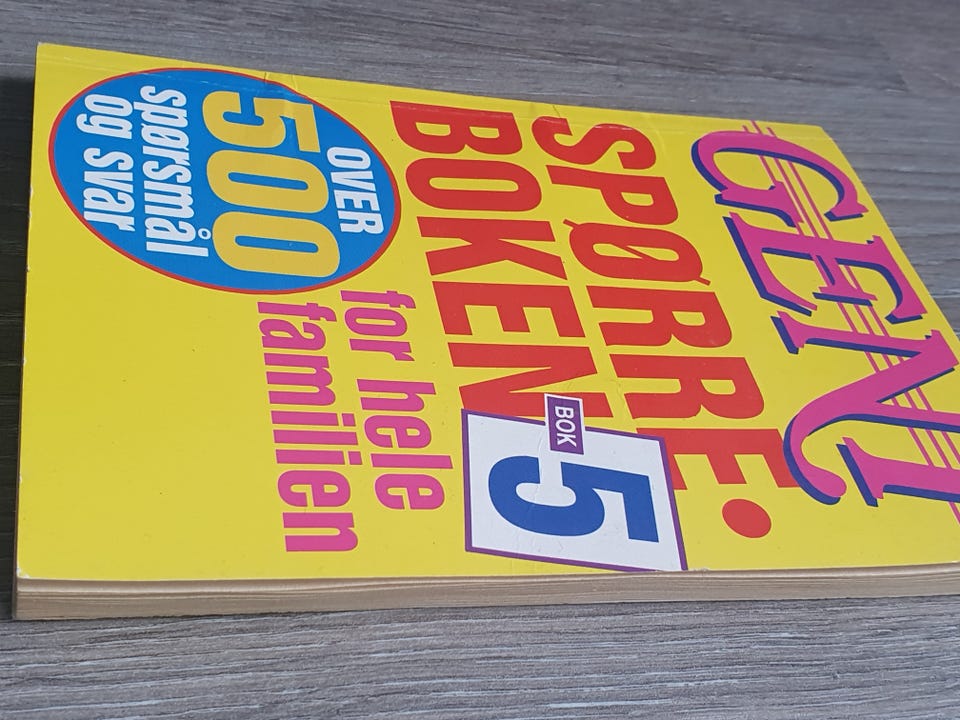 GENI
SPØRRE•
BOKEN
BOK
5
for hele
familien
OVER
500
spørsmål
og svar